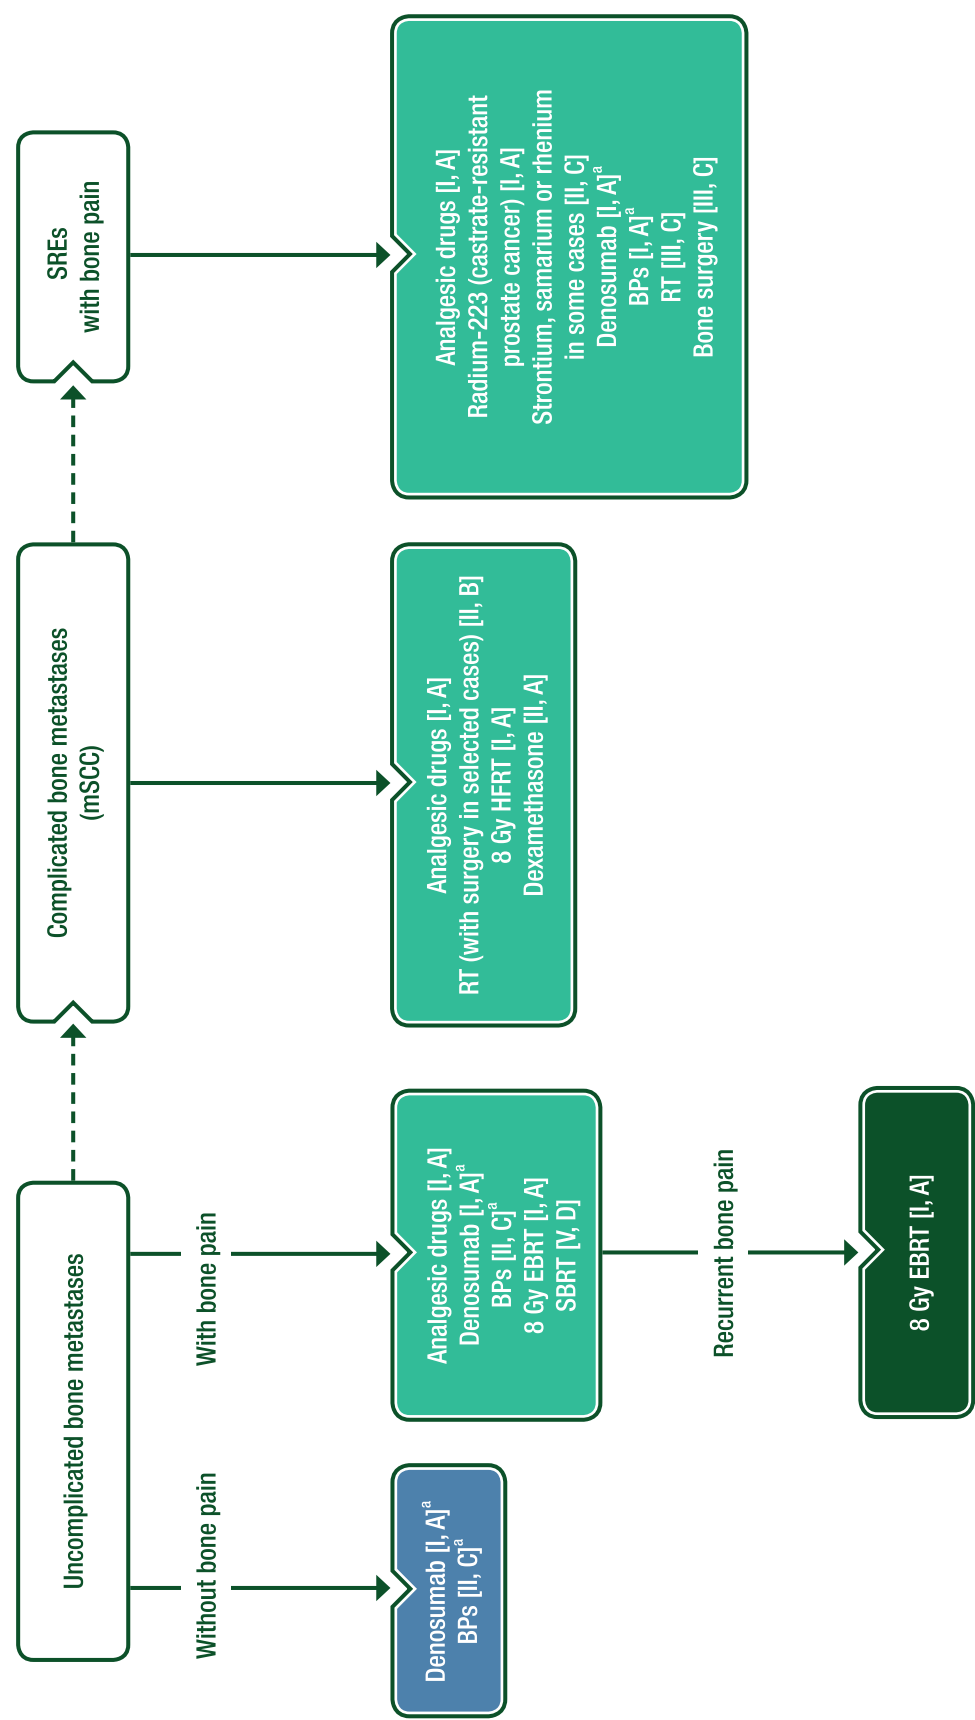 Uncomplicated bone metastases
Complicated bone metastases
(mSCC)
SREs
with bone pain
Without bone pain
With bone pain
Denosumab [I, A]ᵃ
BPs [II, C]ᵃ
Analgesic drugs [I, A]
Denosumab [I, A]ᵃ
BPs [II, C]ᵃ
8 Gy EBRT [I, A]
SBRT [V, D]
Analgesic drugs [I, A]
RT (with surgery in selected cases) [II, B]
8 Gy HFRT [I, A]
Dexamethasone [II, A]
Analgesic drugs [I, A]
Radium-223 (castrate-resistant
prostate cancer) [I, A]
Strontium, samarium or rhenium
in some cases [II, C]
Denosumab [I, A]ᵃ
BPs [I, A]ᵃ
RT [III, C]
Bone surgery [III, C]
Recurrent bone pain
8 Gy EBRT [I, A]